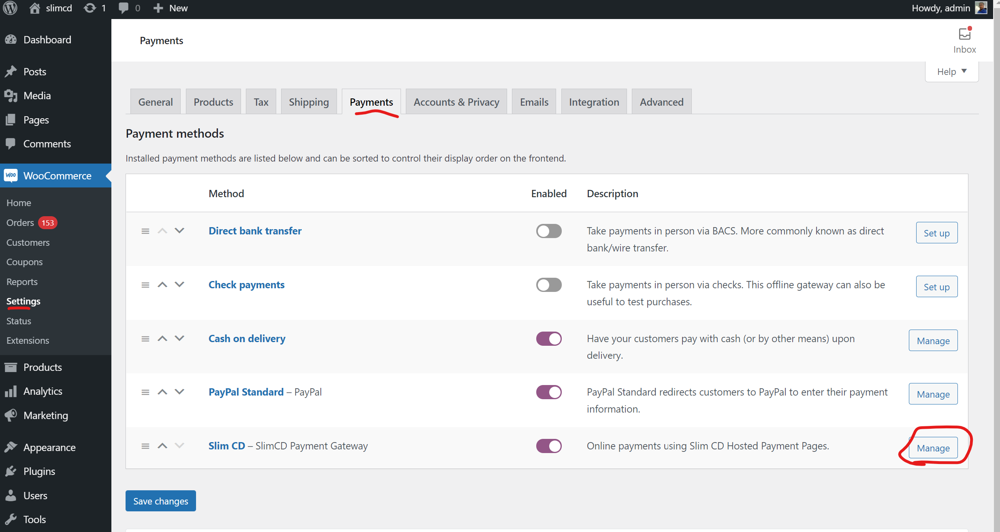 slimcd 1 0 New Howdy, admin
Dashboard
Posts
Media
Pages
Comments
Woo WooCommerce
Home
Orders 153
Customers
Coupons
Reports
Settings
Status
Extensions
Products
Analytics
Marketing
Appearance
Plugins
Users
Tools
Payments
Inbox
Help
General Products Tax Shipping Payments Accounts & Privacy Emails Integration Advanced
Payment methods
Installed payment methods are listed below and can be sorted to control their display order on the frontend.
Method Enabled Description
Direct bank transfer Take payments in person via BACS. More commonly known as direct Set up
bank/wire transfer.
Check payments Take payments in person via checks. This offline gateway can also be Set up
useful to test purchases.
Cash on delivery Have your customers pay with cash (or by other means) upon Manage
delivery.
PayPal Standard – PayPal PayPal Standard redirects customers to PayPal to enter their payment Manage
information.
Slim CD – SlimCD Payment Gateway Online payments using Slim CD Hosted Payment Pages. Manage
Save changes